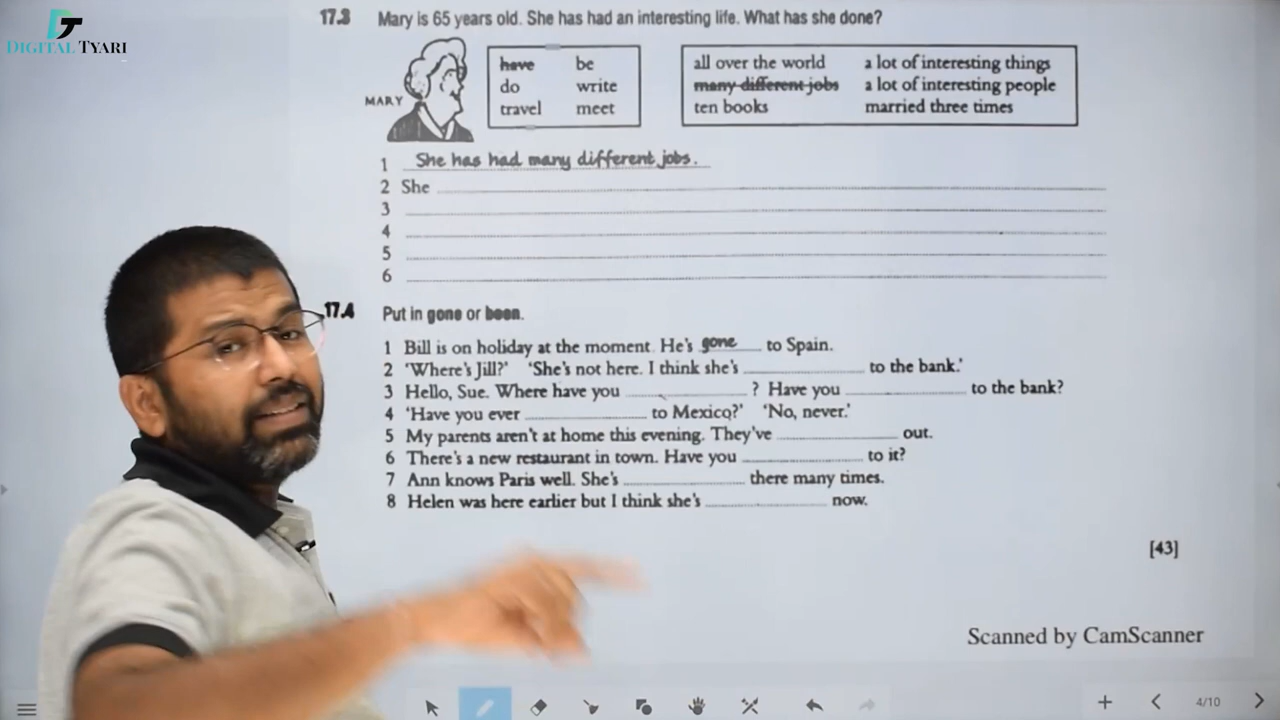 DT
DIGITAL TYARI
17.3 Mary is 65 years old. She has had an interesting life. What has she done?
MARY
have be
do write
travel meet
all over the world a lot of interesting things
many different jobs a lot of interesting people
ten books married three times
1 She has had many different jobs.
2 She
3
4
5
6
17.4 Put in gone or been.
1 Bill is on holiday at the moment. He's gone to Spain.
2 'Where's Jill?' 'She's not here. I think she's to the bank.'
3 Hello, Sue. Where have you ? Have you to the bank?
4 'Have you ever to Mexico?' 'No, never.'
5 My parents aren't at home this evening. They've out.
6 There's a new restaurant in town. Have you to it?
7 Ann knows Paris well. She's there many times.
8 Helen was here earlier but I think she's now.
[43]
Scanned by CamScanner
4/10